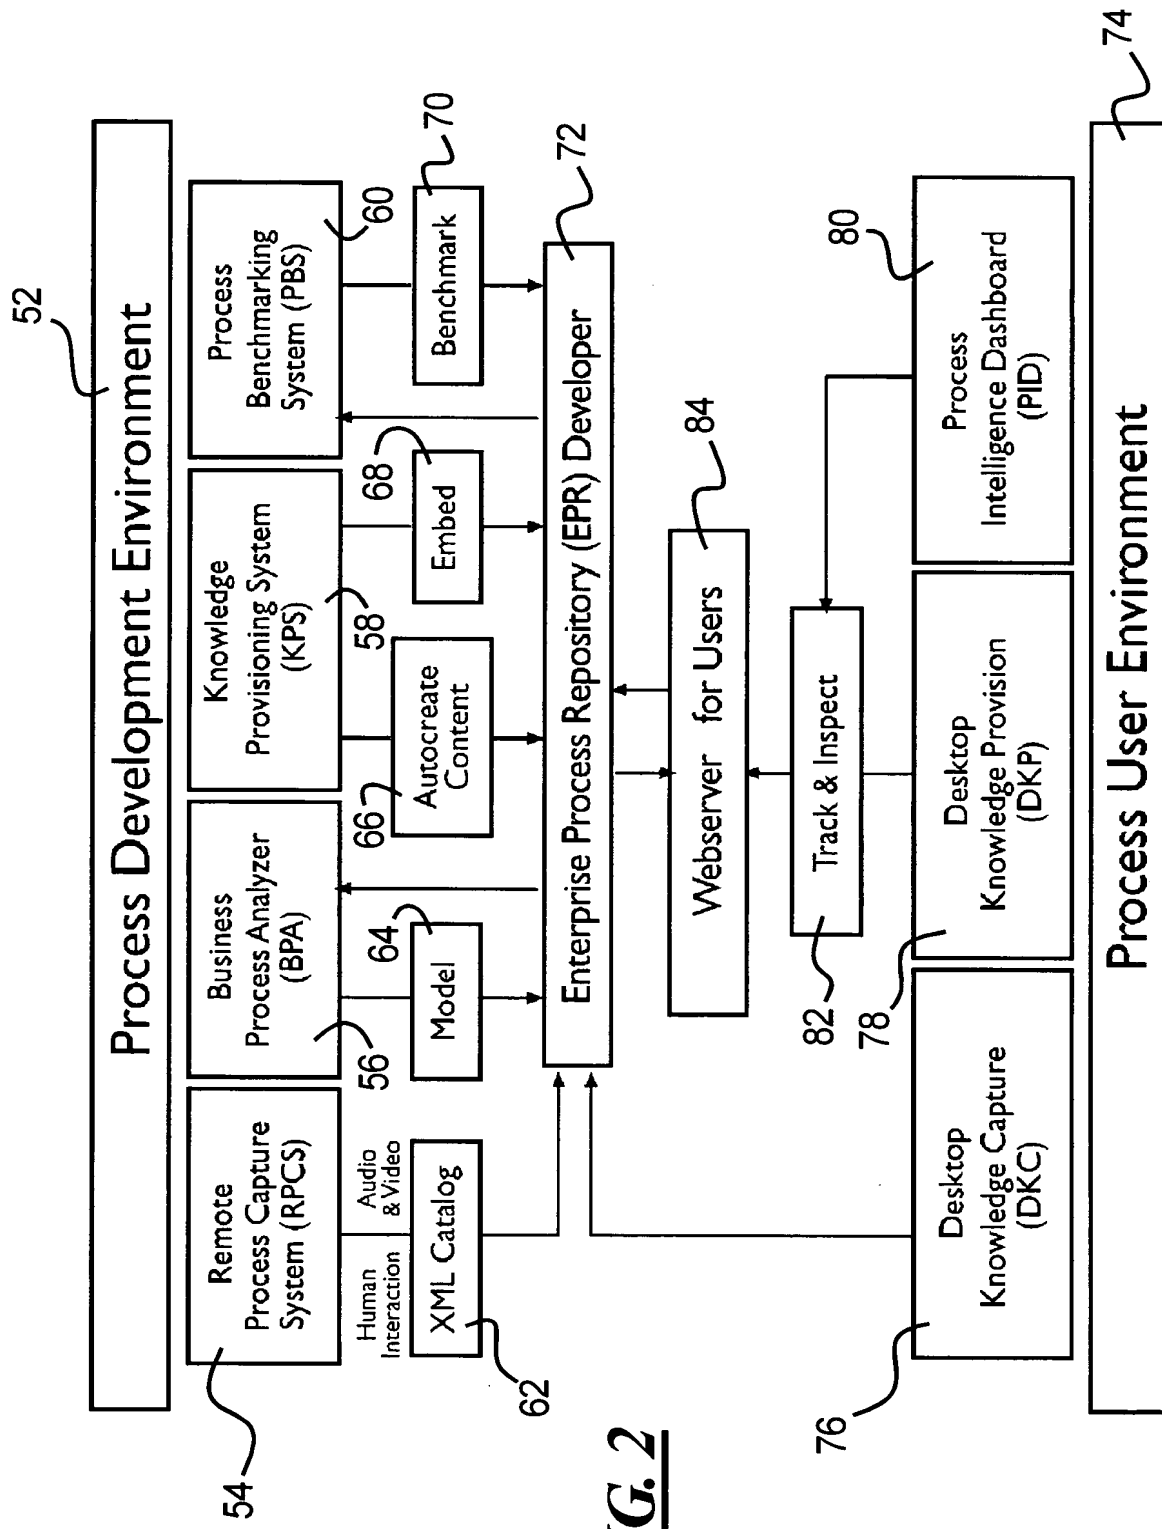 52
Process Development Environment
54
Remote
Process Capture
System (RPCS)
Business
Process Analyzer
(BPA)
56
Knowledge
Provisioning System
(KPS)
58
Process
Benchmarking
System (PBS)
60
Human
Interaction
Audio
& Video
XML Catalog
62
Model
64
Autocreate
Content
66
Embed
68
Benchmark
70
Enterprise Process Repository (EPR) Developer
72
Webserver for Users
84
Track & Inspect
82
Desktop
Knowledge Capture
(DKC)
76
Desktop
Knowledge Provision
(DKP)
78
Process
Intelligence Dashboard
(PID)
80
Process User Environment
74
IG. 2